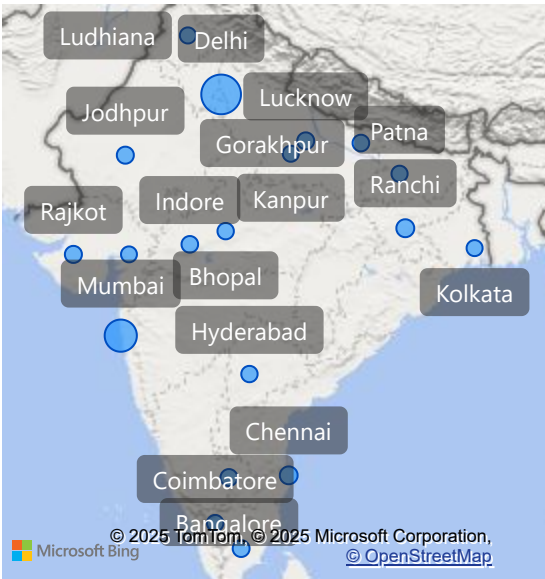 Ludhiana
Delhi
Lucknow
Jodhpur
Gorakhpur
Patna
Ranchi
Indore
Kanpur
Rajkot
Mumbai
Bhopal
Kolkata
Hyderabad
Chennai
Coimbatore
Bangalore
© 2025 TomTom, © 2025 Microsoft Corporation,
Microsoft Bing
© OpenStreetMap